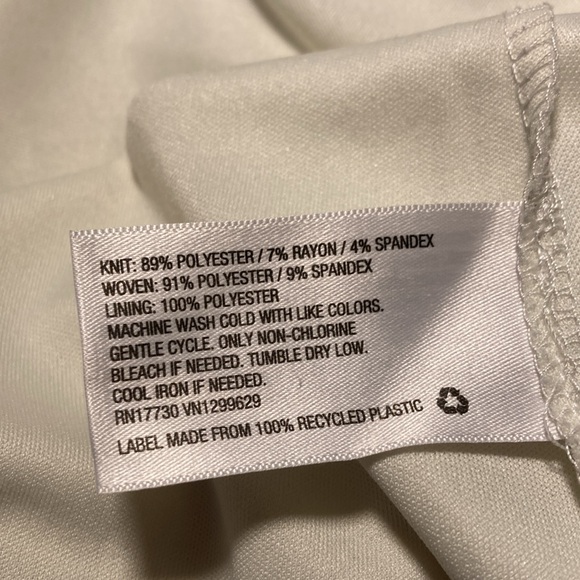 KNIT: 89% POLYESTER / 7% RAYON / 4% SPANDEX
WOVEN: 91% POLYESTER / 9% SPANDEX
LINING: 100% POLYESTER
MACHINE WASH COLD WITH LIKE COLORS.
GENTLE CYCLE. ONLY NON-CHLORINE
BLEACH IF NEEDED. TUMBLE DRY LOW.
COOL IRON IF NEEDED.
RN17730 VN1299629
LABEL MADE FROM 100% RECYCLED PLASTIC